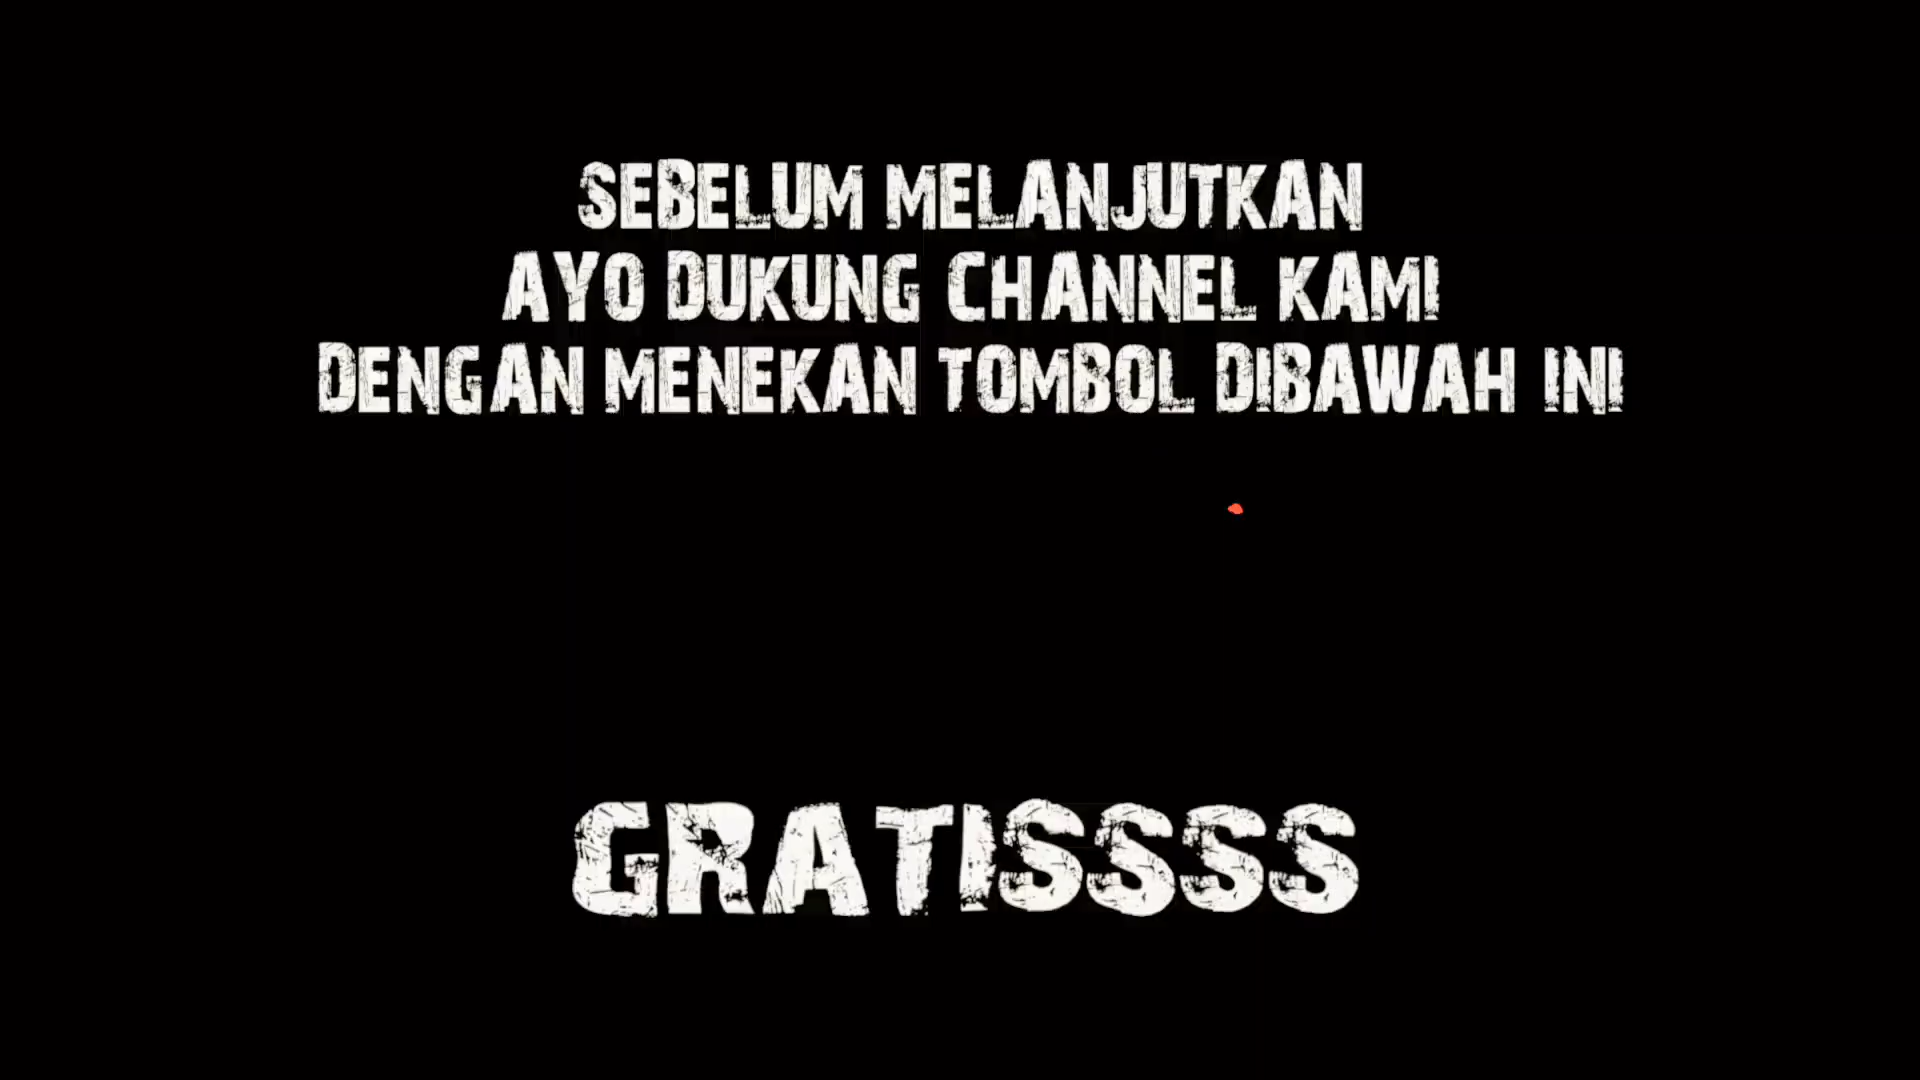 SEBELUM MELANJUTKAN
AYO DUKUNG CHANNEL KAMI
DENGAN MENEKAN TOMBOL DIBAWAH INI
GRATISSSS